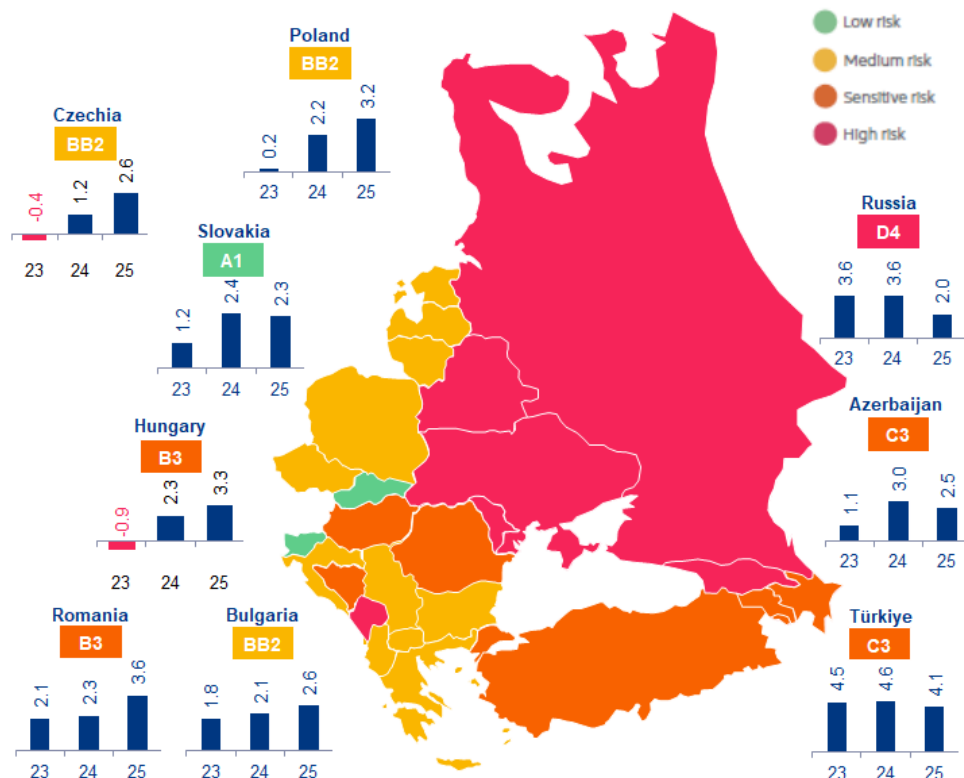 Low risk
Medium risk
Sensitive risk
High risk
Poland
BB2
0.2
2.2
3.2
23
24
25
Czechia
BB2
-0.4
1.2
2.6
23
24
25
Slovakia
A1
1.2
2.4
2.3
23
24
25
Russia
D4
3.6
3.6
2.0
23
24
25
Hungary
B3
-0.9
2.3
3.3
23
24
25
Azerbaijan
C3
1.1
3.0
2.5
23
24
25
Romania
B3
2.1
2.3
3.6
23
24
25
Bulgaria
BB2
1.8
2.1
2.6
23
24
25
Türkiye
C3
4.5
4.6
4.1
23
24
25